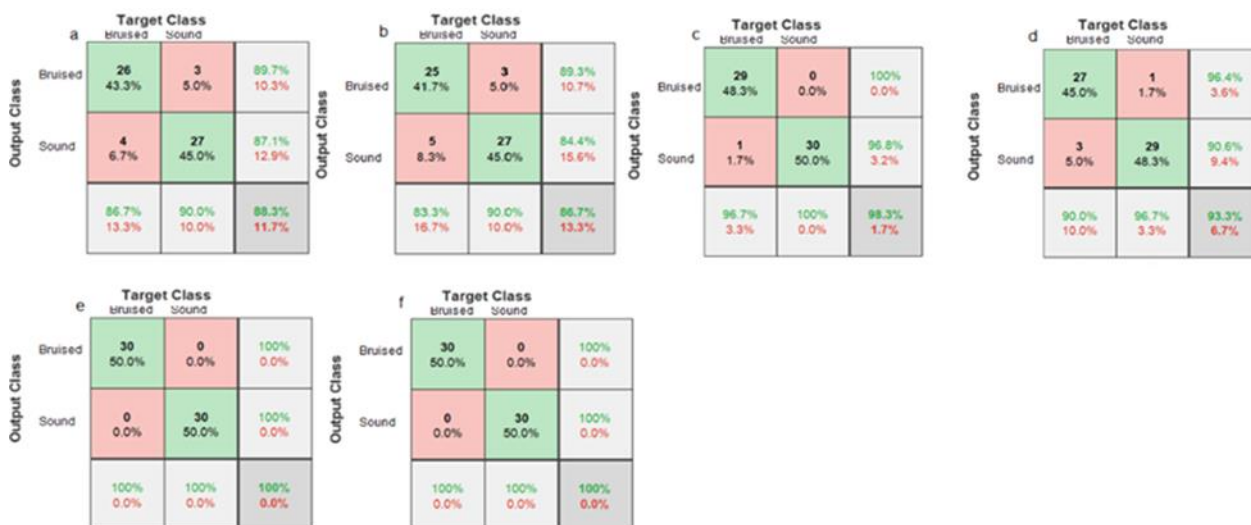 Target Class
a Bruised Sound
Output Class
Bruised 26 3 89.7%
43.3% 5.0% 10.3%
Sound 4 27 87.1%
6.7% 45.0% 12.9%
86.7% 90.0% 88.3%
13.3% 10.0% 11.7%
Target Class
b Bruised Sound
Output Class
Bruised 25 3 89.3%
41.7% 5.0% 10.7%
Sound 5 27 84.4%
8.3% 45.0% 15.6%
83.3% 90.0% 86.7%
16.7% 10.0% 13.3%
Target Class
c Bruised Sound
Output Class
Bruised 29 0 100%
48.3% 0.0% 0.0%
Sound 1 30 96.8%
1.7% 50.0% 3.2%
96.7% 100% 98.3%
3.3% 0.0% 1.7%
Target Class
d Bruised Sound
Output Class
Bruised 27 1 96.4%
45.0% 1.7% 3.6%
Sound 3 29 90.6%
5.0% 48.3% 9.4%
90.0% 96.7% 93.3%
10.0% 3.3% 6.7%
Target Class
e Bruised Sound
Output Class
Bruised 30 0 100%
50.0% 0.0% 0.0%
Sound 0 30 100%
0.0% 50.0% 0.0%
100% 100% 100%
0.0% 0.0% 0.0%
Target Class
f Bruised Sound
Output Class
Bruised 30 0 100%
50.0% 0.0% 0.0%
Sound 0 30 100%
0.0% 50.0% 0.0%
100% 100% 100%
0.0% 0.0% 0.0%